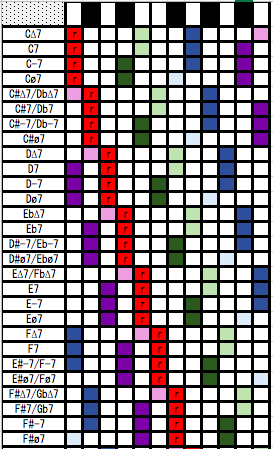 CΔ7 r
C7 r
C-7 r
Cø7 r
C#Δ7/DbΔ7 r
C#7/Db7 r
C#-7/Db-7 r
C#ø7 r
DΔ7 r
D7 r
D-7 r
Dø7 r
EbΔ7 r
Eb7 r
D#-7/Eb-7 r
D#ø7/Ebø7 r
EΔ7/FbΔ7 r
E7 r
E-7 r
Eø7 r
FΔ7 r
F7 r
E#-7/F-7 r
E#ø7/Fø7 r
F#Δ7/GbΔ7 r
F#7/Gb7 r
F#-7 r
F#ø7 r